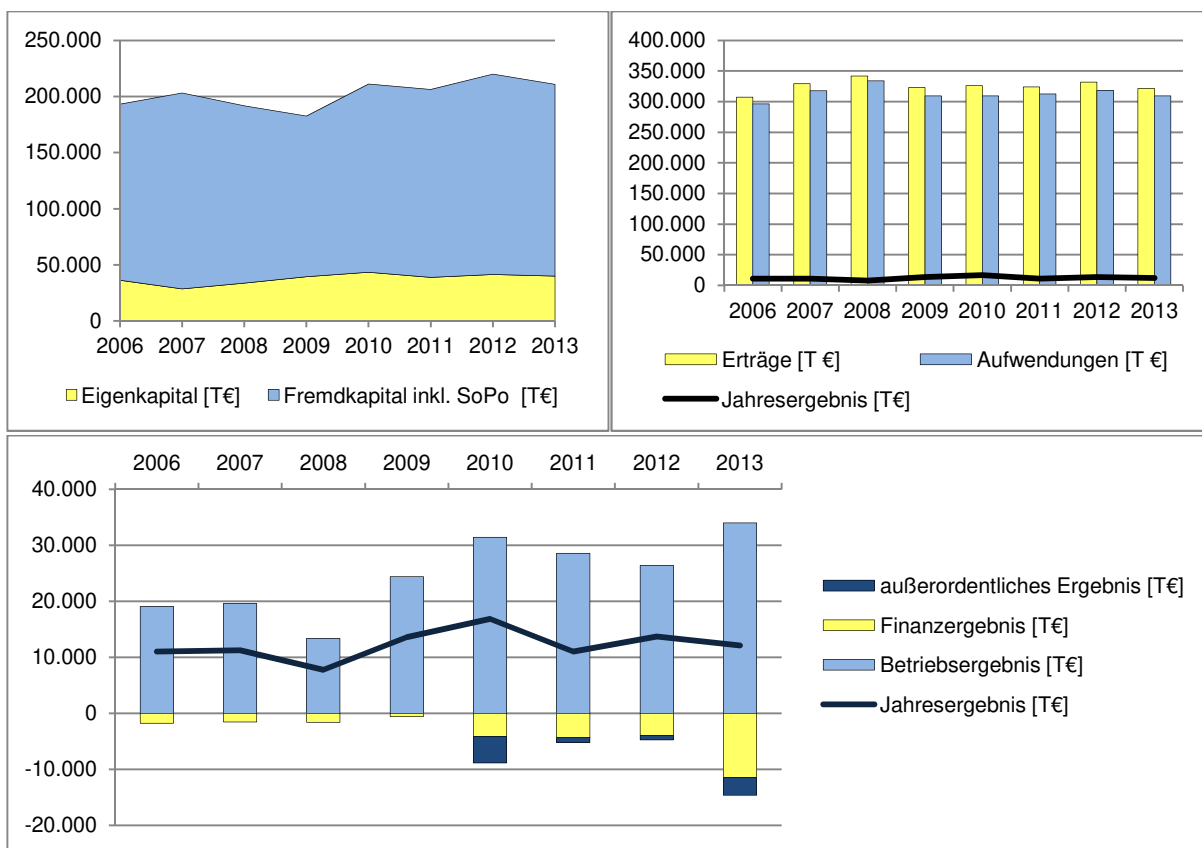 250.000
200.000
150.000
100.000
50.000
0
2006 2007 2008 2009 2010 2011 2012 2013
Eigenkapital [T€] Fremdkapital inkl. SoPo [T€]
400.000
350.000
300.000
250.000
200.000
150.000
100.000
50.000
0
2006 2007 2008 2009 2010 2011 2012 2013
Erträge [T €] Aufwendungen [T €]
Jahresergebnis [T€]
2006 2007 2008 2009 2010 2011 2012 2013
40.000
30.000
20.000
10.000
0
-10.000
-20.000
außerordentliches Ergebnis [T€]
Finanzergebnis [T€]
Betriebsergebnis [T€]
Jahresergebnis [T€]